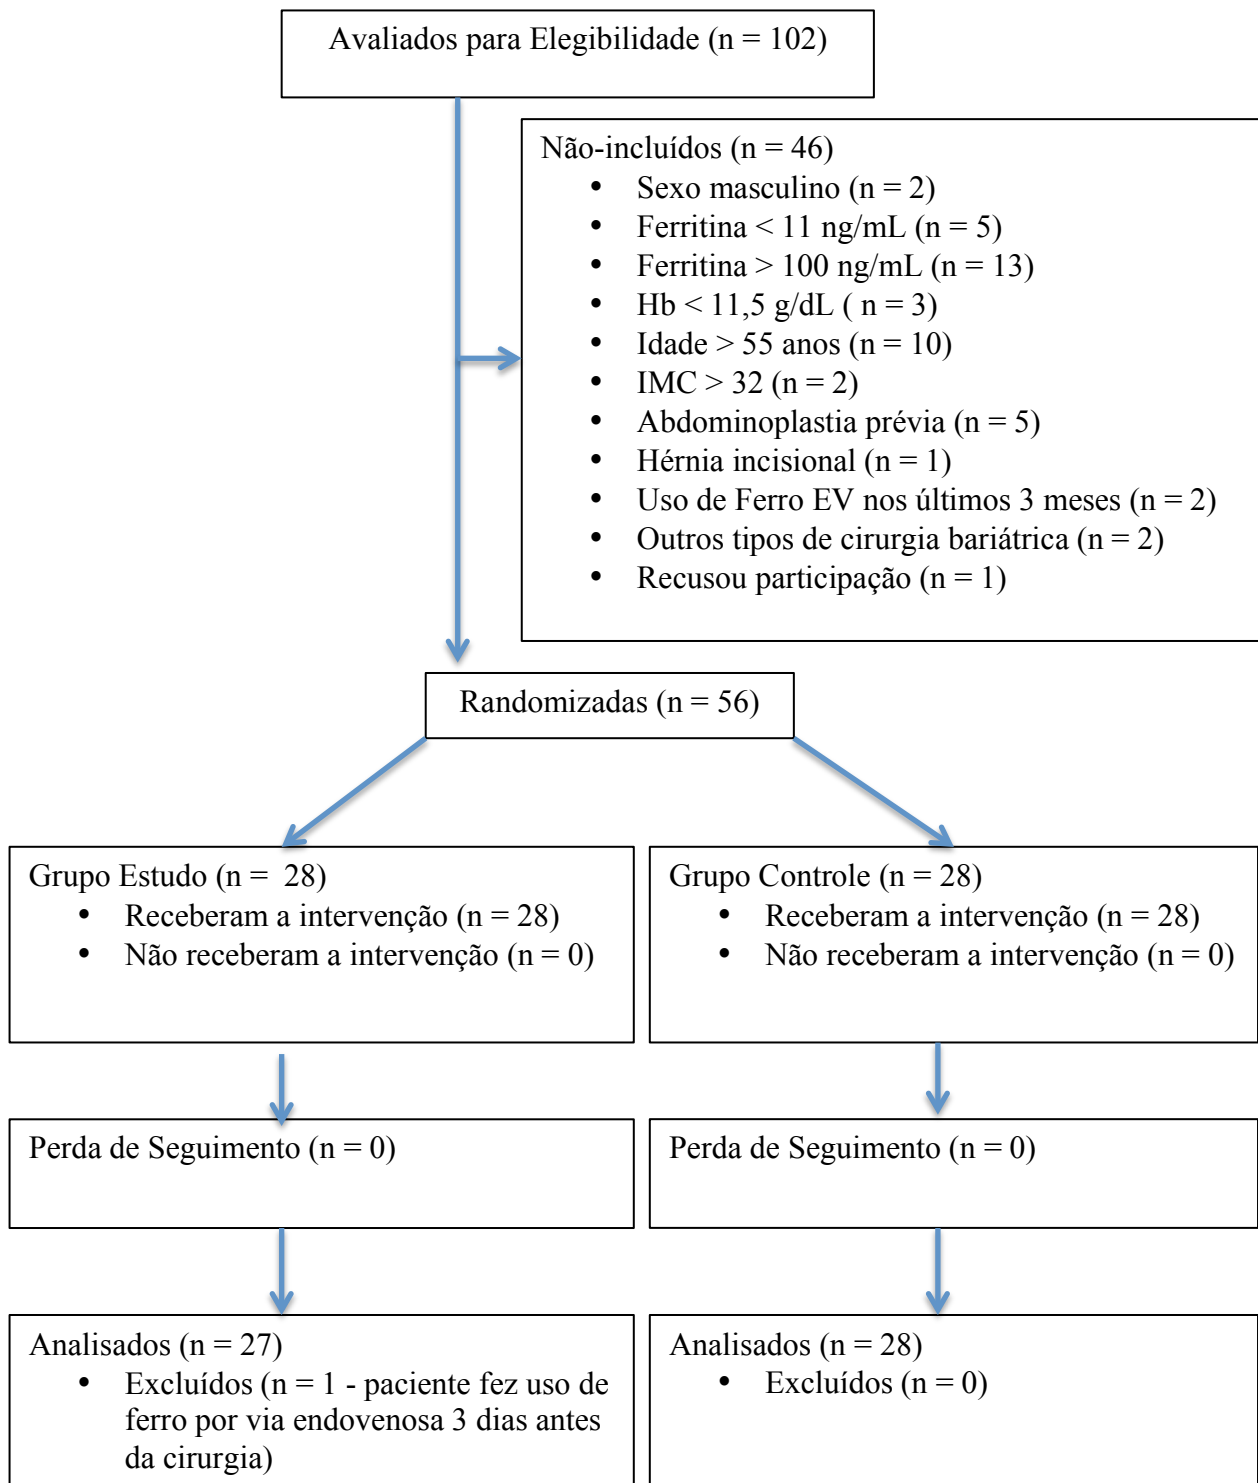 Avaliados para Elegibilidade (n = 102)
Não-incluídos (n = 46)
• Sexo masculino (n = 2)
• Ferritina < 11 ng/mL (n = 5)
• Ferritina > 100 ng/mL (n = 13)
• Hb < 11,5 g/dL ( n = 3)
• Idade > 55 anos (n = 10)
• IMC > 32 (n = 2)
• Abdominoplastia prévia (n = 5)
• Hérnia incisional (n = 1)
• Uso de Ferro EV nos últimos 3 meses (n = 2)
• Outros tipos de cirurgia bariátrica (n = 2)
• Recusou participação (n = 1)
Randomizadas (n = 56)
Grupo Estudo (n =  28)
• Receberam a intervenção (n = 28)
• Não receberam a intervenção (n = 0)
Grupo Controle (n = 28)
• Receberam a intervenção (n = 28)
• Não receberam a intervenção (n = 0)
Perda de Seguimento (n = 0)
Perda de Seguimento (n = 0)
Analisados (n = 27)
• Excluídos (n = 1 - paciente fez uso de
ferro por via endovenosa 3 dias antes
da cirurgia)
Analisados (n = 28)
• Excluídos (n = 0)